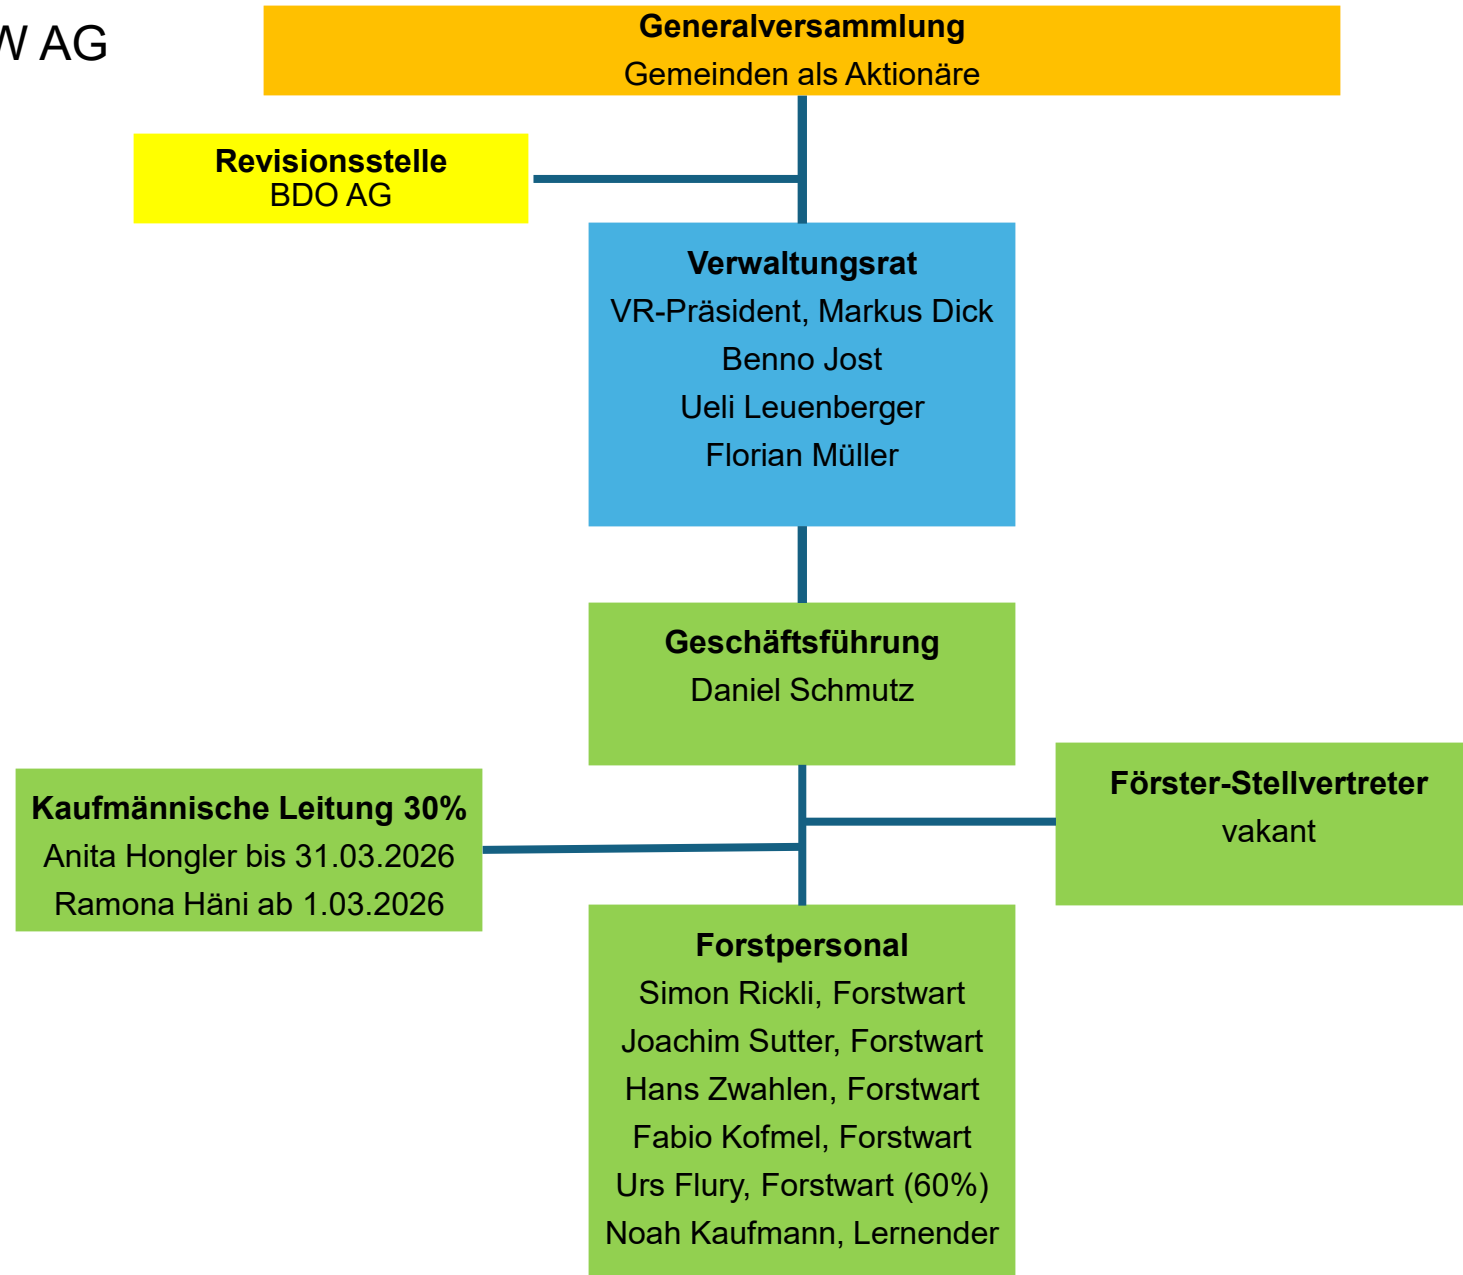 W AG
Generalversammlung
Gemeinden als Aktionäre
Revisionsstelle
BDO AG
Verwaltungsrat
VR-Präsident, Markus Dick
Benno Jost
Ueli Leuenberger
Florian Müller
Geschäftsführung
Daniel Schmutz
Kaufmännische Leitung 30%
Anita Hongler bis 31.03.2026
Ramona Häni ab 1.03.2026
Förster-Stellvertreter
vakant
Forstpersonal
Simon Rickli, Forstwart
Joachim Sutter, Forstwart
Hans Zwahlen, Forstwart
Fabio Kofmel, Forstwart
Urs Flury, Forstwart (60%)
Noah Kaufmann, Lernender